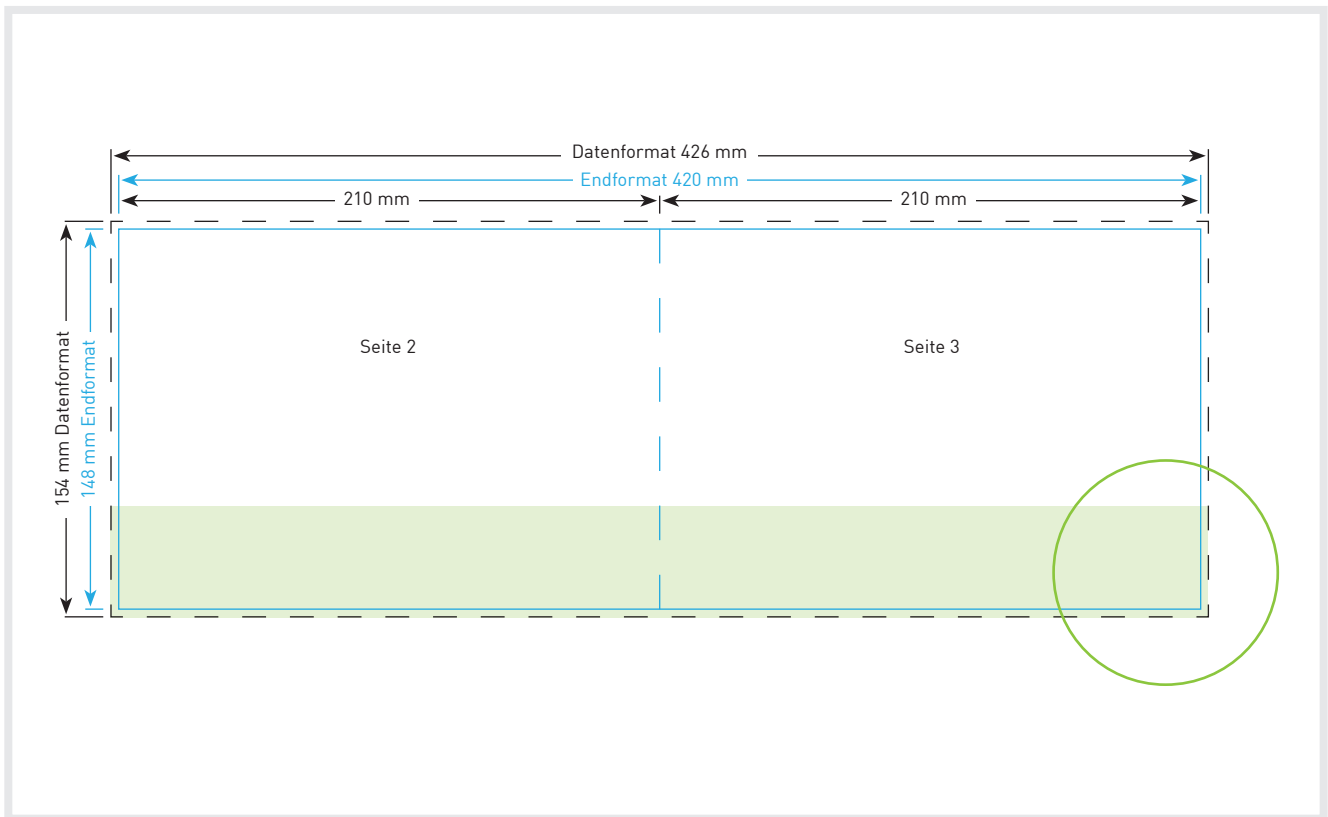 Datenformat 426 mm
Endformat 420 mm
210 mm
210 mm
154 mm Datenformat
148 mm Endformat
Seite 2
Seite 3